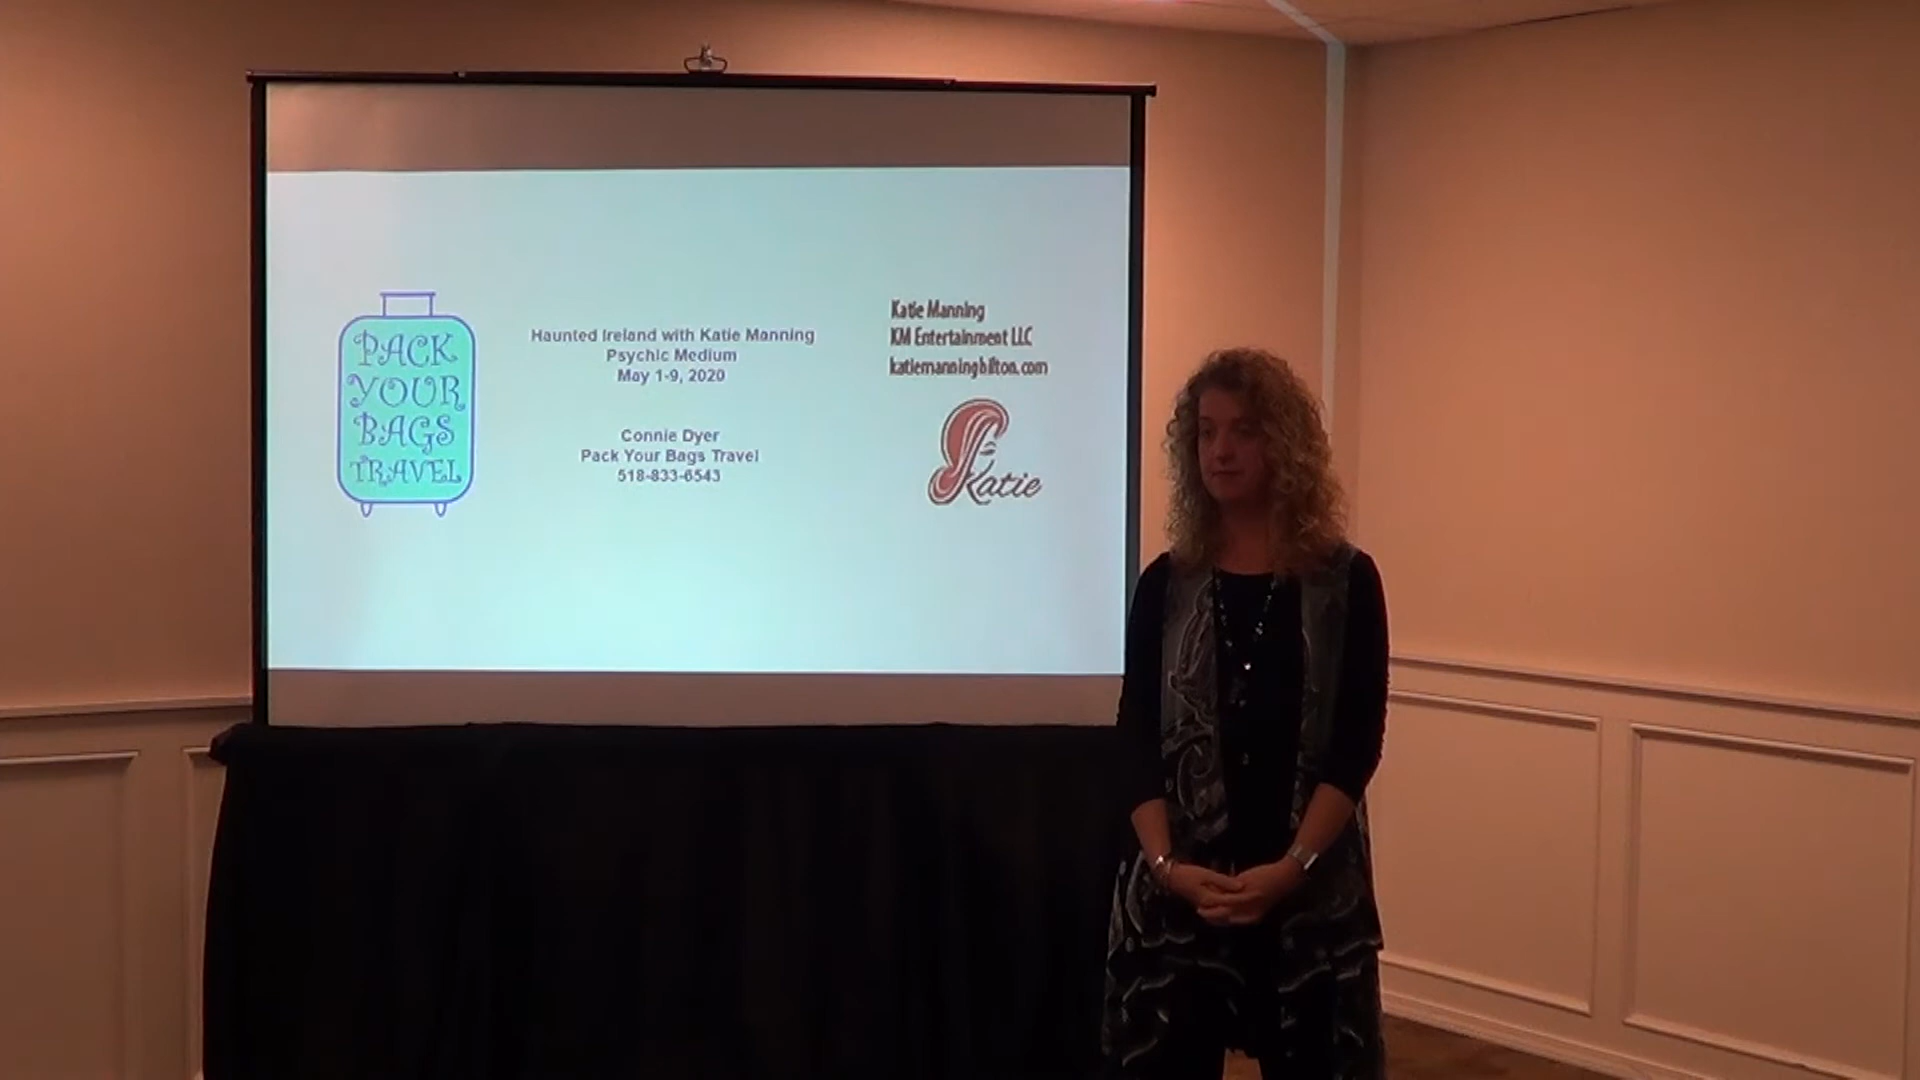 PACK
YOUR
BAGS
TRAVEL
Haunted Ireland with Katie Manning
Psychic Medium
May 1-9, 2020
Connie Dyer
Pack Your Bags Travel
518-833-6543
Katie Manning
KM Entertainment LLC
katiemanninghilton.com
Katie